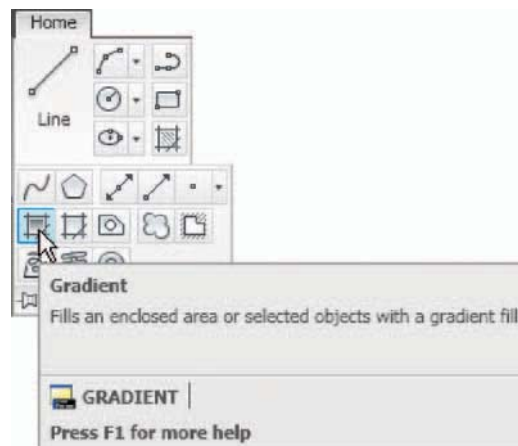 Home
Line
Gradient
Fills an enclosed area or selected objects with a gradient fill
GRADIENT
Press F1 for more help